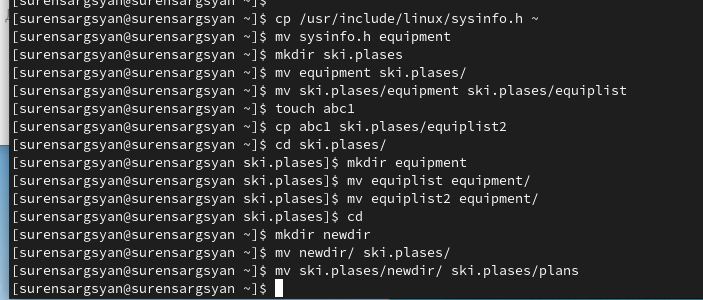 [surensargsyan@surensargsyan ~]$
[surensargsyan@surensargsyan ~]$ cp /usr/include/linux/sysinfo.h ~
[surensargsyan@surensargsyan ~]$ mv sysinfo.h equipment
[surensargsyan@surensargsyan ~]$ mkdir ski.plases
[surensargsyan@surensargsyan ~]$ mv equipment ski.plases/
[surensargsyan@surensargsyan ~]$ mv ski.plases/equipment ski.plases/equiplist
[surensargsyan@surensargsyan ~]$ touch abc1
[surensargsyan@surensargsyan ~]$ cp abc1 ski.plases/equiplist2
[surensargsyan@surensargsyan ~]$ cd ski.plases/
[surensargsyan@surensargsyan ski.plases]$ mkdir equipment
[surensargsyan@surensargsyan ski.plases]$ mv equiplist equipment/
[surensargsyan@surensargsyan ski.plases]$ mv equiplist2 equipment/
[surensargsyan@surensargsyan ski.plases]$ cd
[surensargsyan@surensargsyan ~]$ mkdir newdir
[surensargsyan@surensargsyan ~]$ mv newdir/ ski.plases/
[surensargsyan@surensargsyan ~]$ mv ski.plases/newdir/ ski.plases/plans
[surensargsyan@surensargsyan ~]$